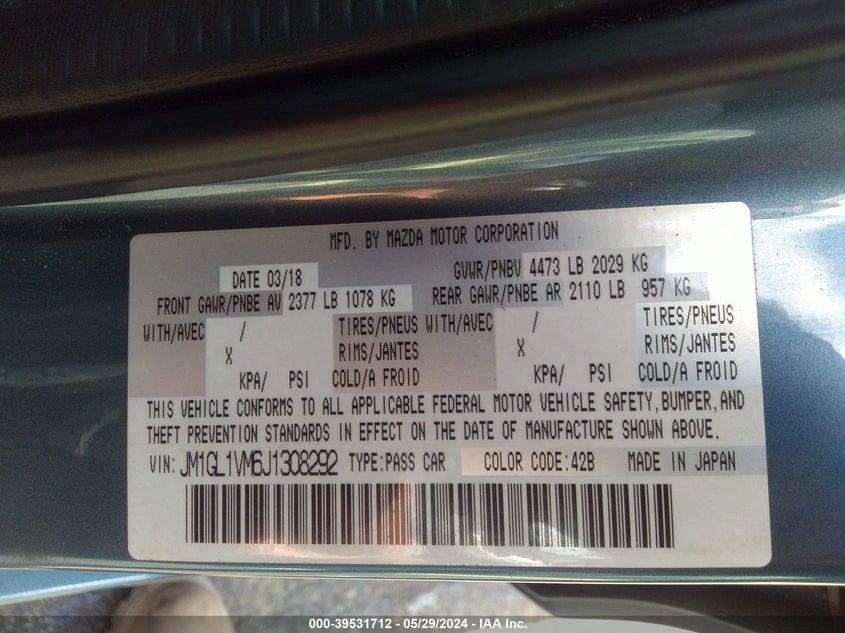 MFD. BY MAZDA MOTOR CORPORATION
DATE 03/18 GVWR/PNBV 4473 LB 2029 KG
FRONT GAWR/PNBE AV 2377 LB 1078 KG REAR GAWR/PNBE AR 2110 LB 957 KG
WITH/AVEC / TIRES/PNEUS WITH/AVEC / TIRES/PNEUS
X RIMS/JANTES X RIMS/JANTES
KPA/ PSI COLD/A FROID KPA/ PSI COLD/A FROID
THIS VEHICLE CONFORMS TO ALL APPLICABLE FEDERAL MOTOR VEHICLE SAFETY, BUMPER, AND
THEFT PREVENTION STANDARDS IN EFFECT ON THE DATE OF MANUFACTURE SHOWN ABOVE.
VIN: JM1GL1VM6J1308292 TYPE: PASS CAR COLOR CODE: 42B MADE IN JAPAN
000-39531712 - 05/29/2024 - IAA Inc.